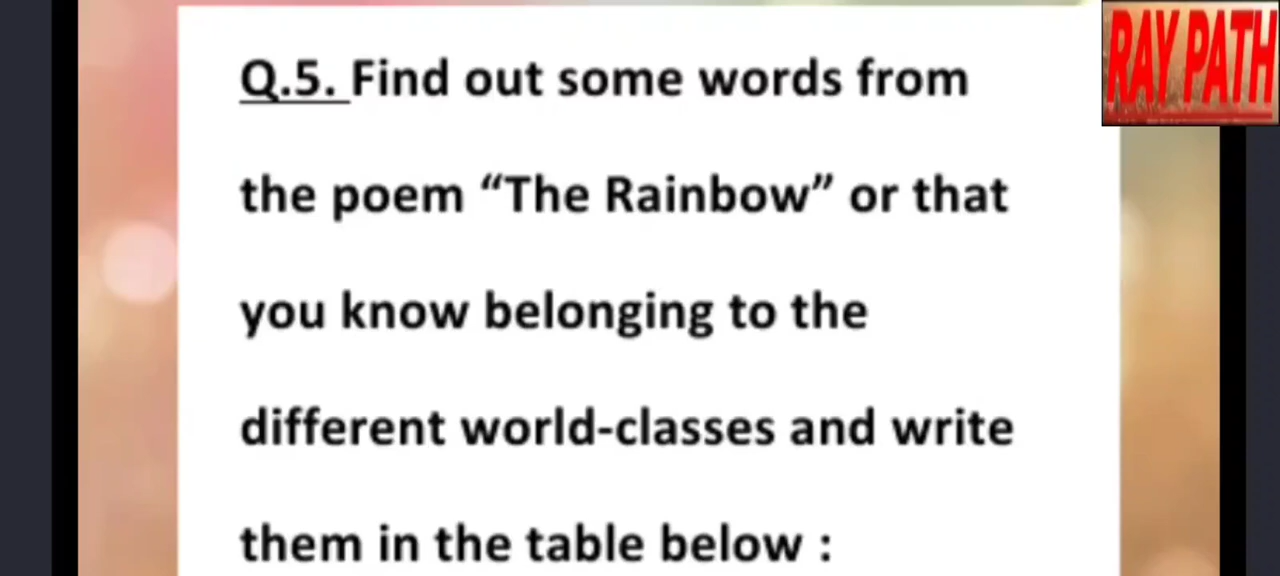 RAY PATH
Q.5. Find out some words from
the poem “The Rainbow” or that
you know belonging to the
different world-classes and write
them in the table below :